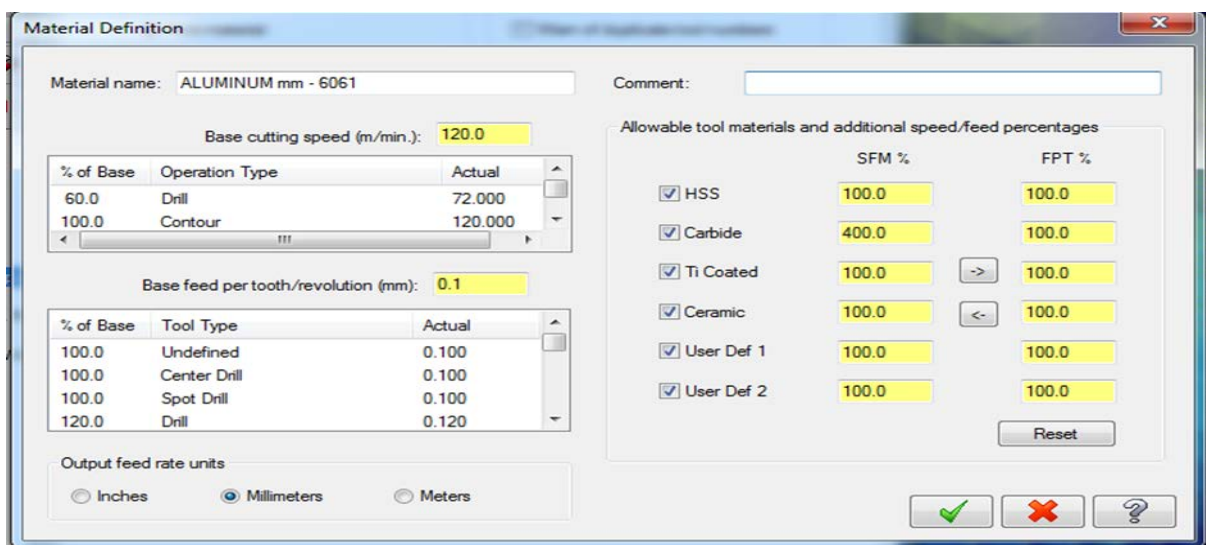 Material Definition
Material name: ALUMINUM mm - 6061
Comment:
Base cutting speed (m/min.): 120.0
% of Base Operation Type Actual
60.0 Drill 72.000
100.0 Contour 120.000
Base feed per tooth/revolution (mm): 0.1
% of Base Tool Type Actual
100.0 Undefined 0.100
100.0 Center Drill 0.100
100.0 Spot Drill 0.100
120.0 Drill 0.120
Output feed rate units
Inches Millimeters Meters
Allowable tool materials and additional speed/feed percentages
SFM % FPT %
HSS 100.0 100.0
Carbide 400.0 100.0
Ti Coated 100.0 -> 100.0
Ceramic 100.0 <- 100.0
User Def 1 100.0 100.0
User Def 2 100.0 100.0
Reset